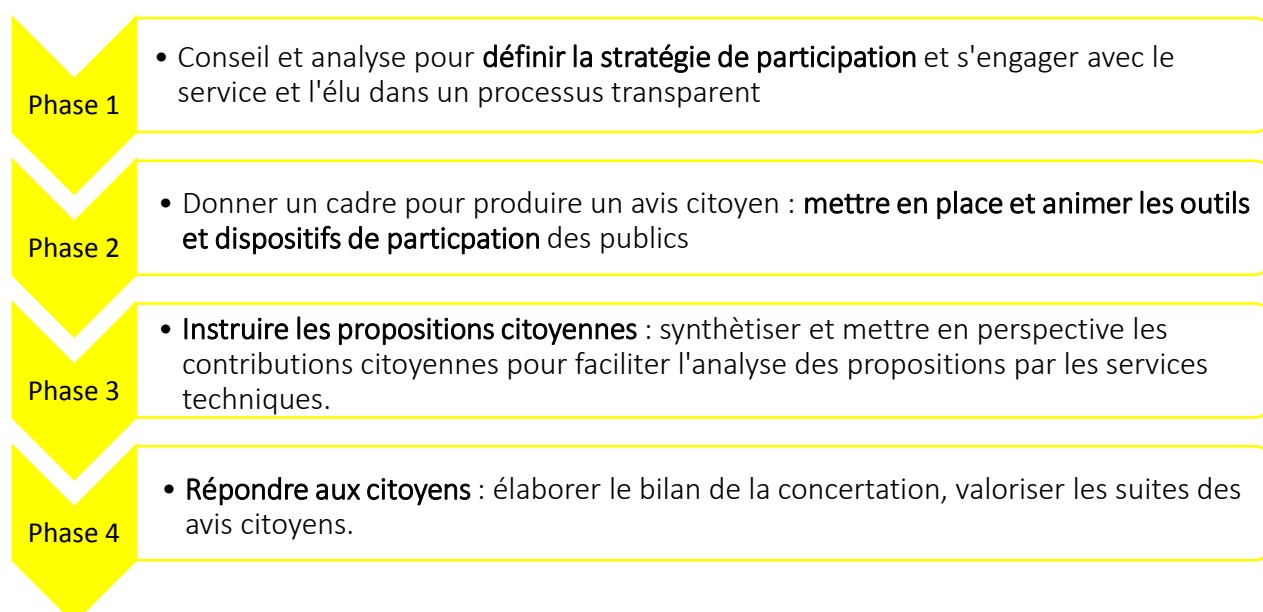 Phase 1
• Conseil et analyse pour définir la stratégie de participation et s'engager avec le
service et l'élu dans un processus transparent
Phase 2
• Donner un cadre pour produire un avis citoyen : mettre en place et animer les outils
et dispositifs de particpation des publics
Phase 3
• Instruire les propositions citoyennes : synthètiser et mettre en perspective les
contributions citoyennes pour faciliter l'analyse des propositions par les services
techniques.
Phase 4
• Répondre aux citoyens : élaborer le bilan de la concertation, valoriser les suites des
avis citoyens.